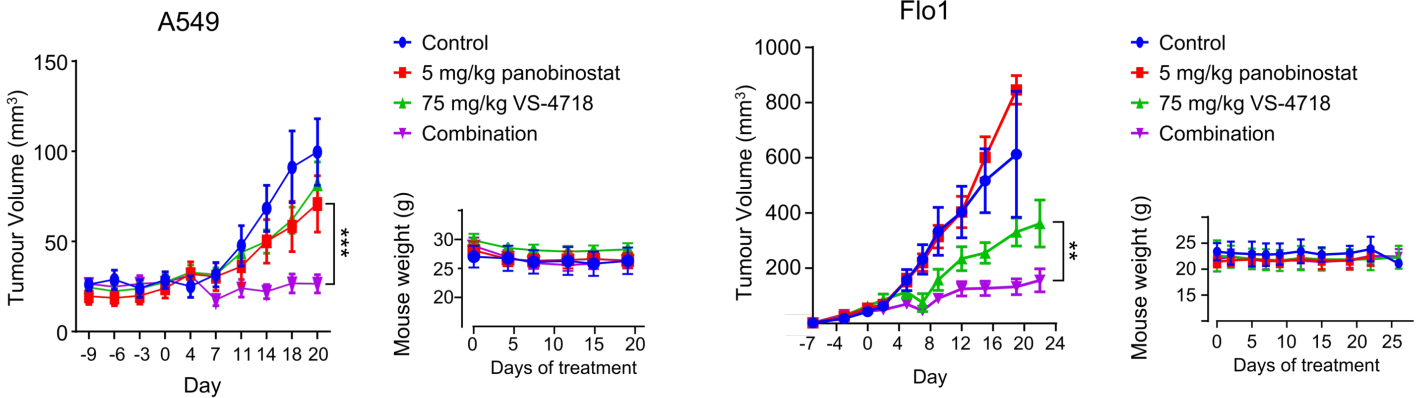 A549
Tumour Volume (mm³)
150
100
50
0
-9 -6 -3 0 4 7 11 14 18 20
Day
***
Control
5 mg/kg panobinostat
75 mg/kg VS-4718
Combination
Mouse weight (g)
30
25
20
0 5 10 15 20
Days of treatment
Flo1
Tumour Volume (mm³)
1000
800
600
400
200
-7 -4 0 4 8 12 16 20 24
Day
**
Control
5 mg/kg panobinostat
75 mg/kg VS-4718
Combination
Mouse weight (g)
25
20
15
0 5 10 15 20 25
Days of treatment